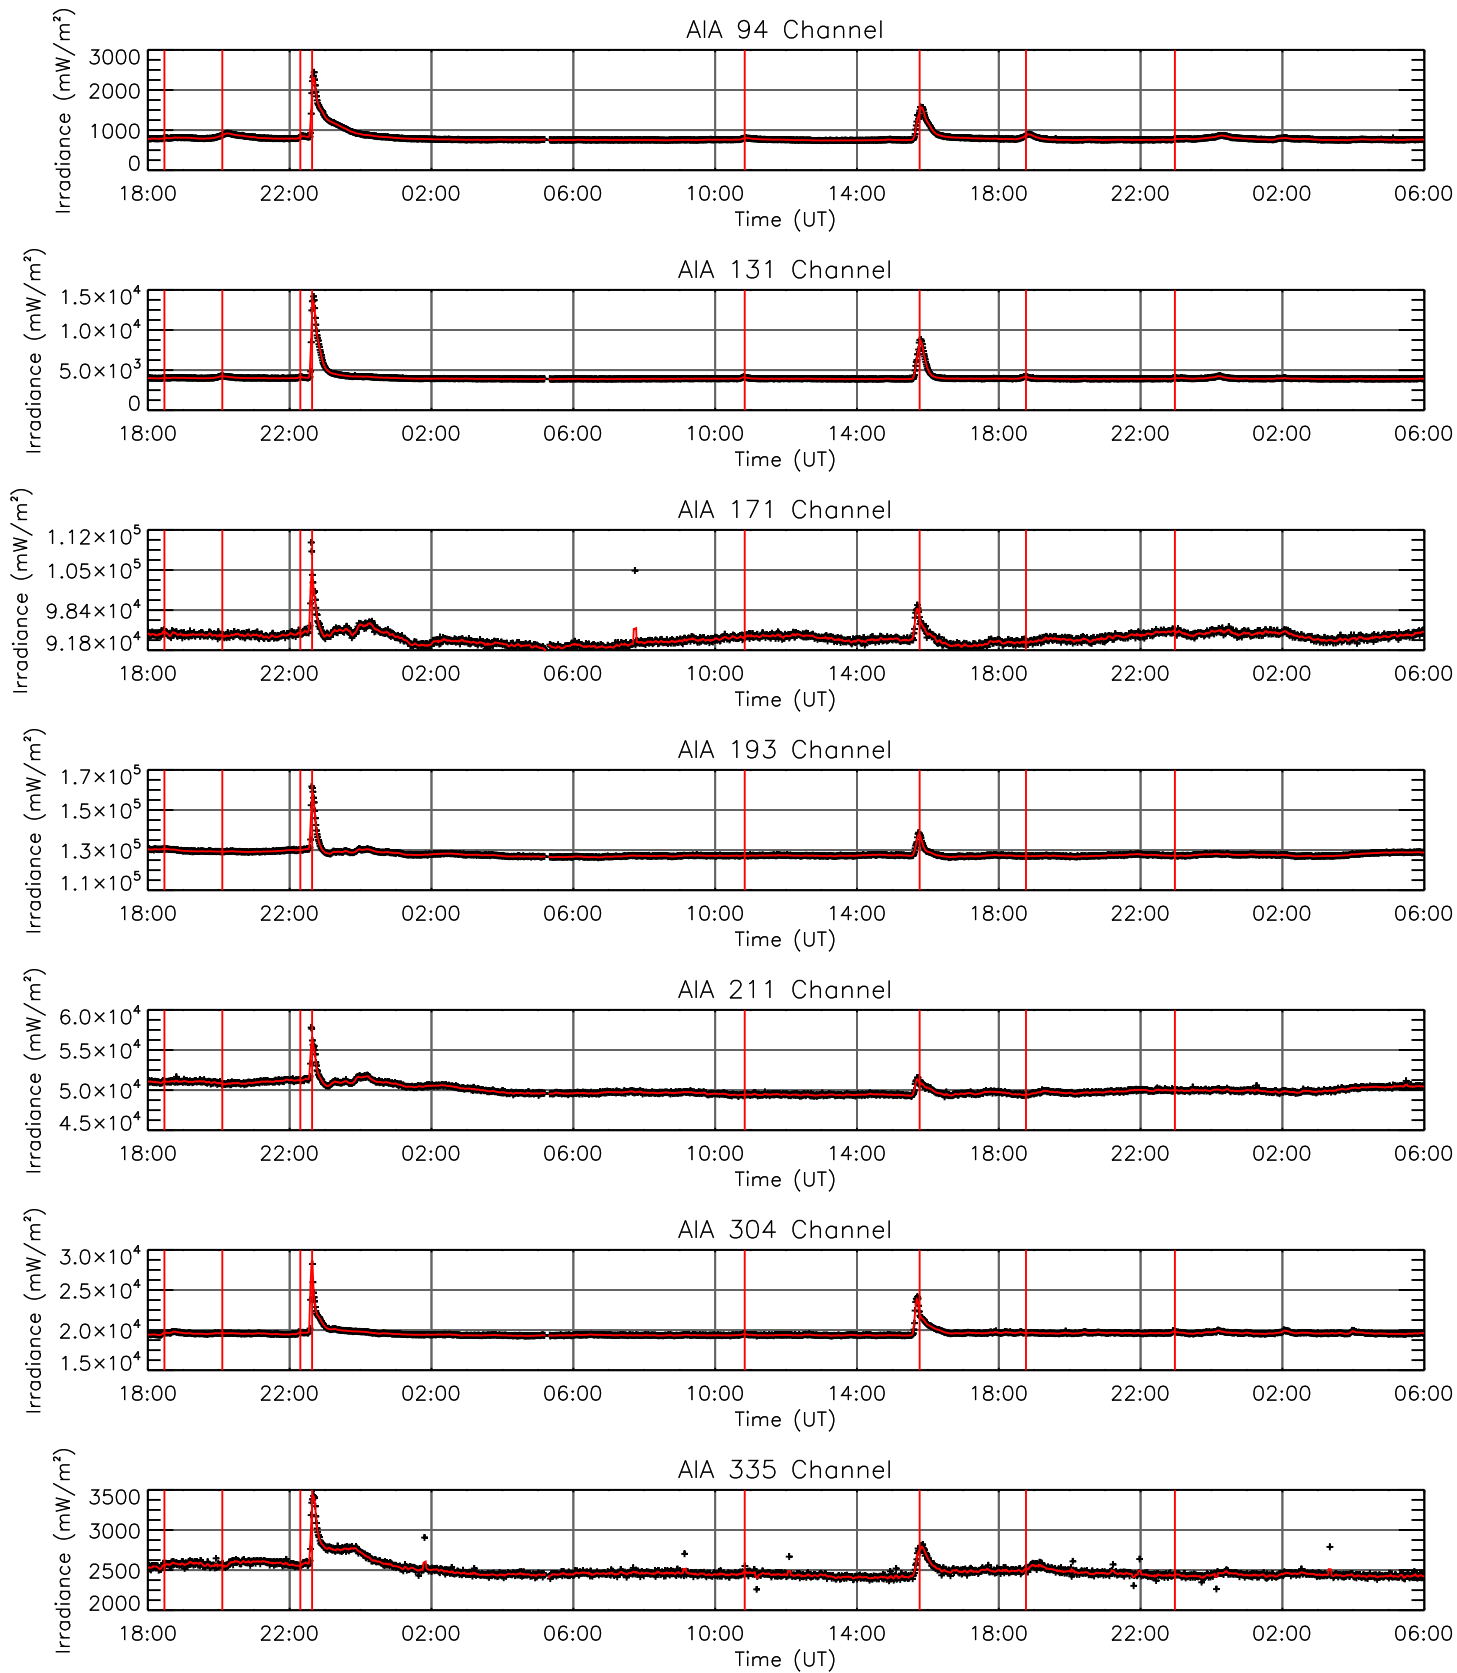 AIA 94 Channel
Irradiance (mW/m²)
3000
2000
1000
0
18:00 22:00 02:00 06:00 10:00 14:00 18:00 22:00 02:00 06:00
Time (UT)
AIA 131 Channel
Irradiance (mW/m²)
1.5×10⁴
1.0×10⁴
5.0×10³
0
18:00 22:00 02:00 06:00 10:00 14:00 18:00 22:00 02:00 06:00
Time (UT)
AIA 171 Channel
Irradiance (mW/m²)
1.12×10⁵
1.05×10⁵
9.84×10⁴
9.18×10⁴
18:00 22:00 02:00 06:00 10:00 14:00 18:00 22:00 02:00 06:00
Time (UT)
AIA 193 Channel
Irradiance (mW/m²)
1.7×10⁵
1.5×10⁵
1.3×10⁵
1.1×10⁵
18:00 22:00 02:00 06:00 10:00 14:00 18:00 22:00 02:00 06:00
Time (UT)
AIA 211 Channel
Irradiance (mW/m²)
6.0×10⁴
5.5×10⁴
5.0×10⁴
4.5×10⁴
18:00 22:00 02:00 06:00 10:00 14:00 18:00 22:00 02:00 06:00
Time (UT)
AIA 304 Channel
Irradiance (mW/m²)
3.0×10⁴
2.5×10⁴
2.0×10⁴
1.5×10⁴
18:00 22:00 02:00 06:00 10:00 14:00 18:00 22:00 02:00 06:00
Time (UT)
AIA 335 Channel
Irradiance (mW/m²)
3500
3000
2500
2000
18:00 22:00 02:00 06:00 10:00 14:00 18:00 22:00 02:00 06:00
Time (UT)